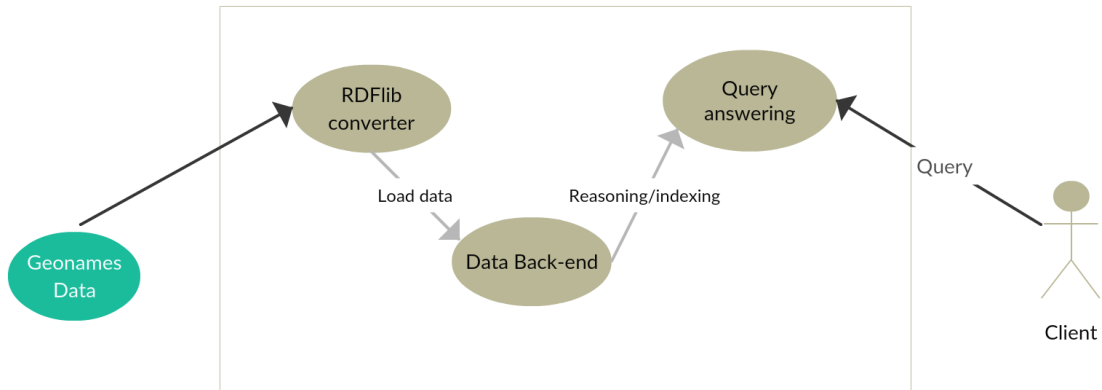 RDFlib
converter
Query
answering
Load data
Reasoning/indexing
Query
Geonames
Data
Data Back-end
Client